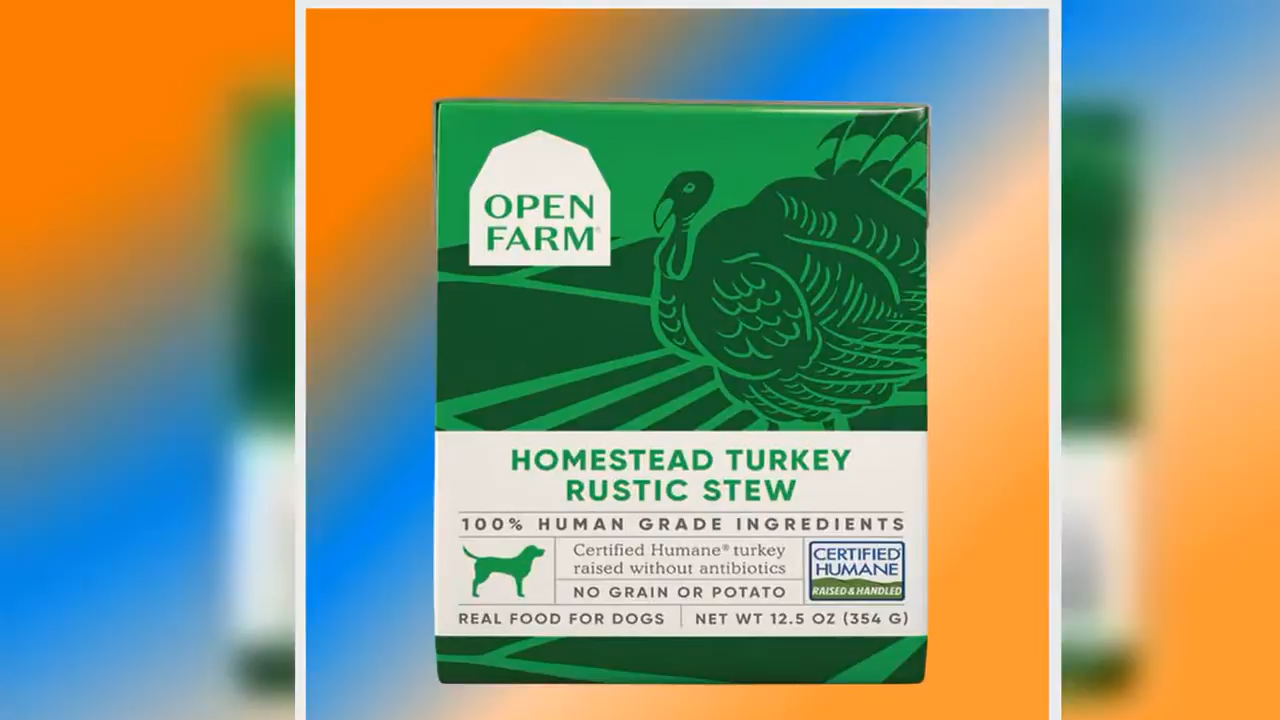 OPEN
FARM®
HOMESTEAD TURKEY
RUSTIC STEW
100% HUMAN GRADE INGREDIENTS
Certified Humane® turkey
raised without antibiotics
NO GRAIN OR POTATO
CERTIFIED
HUMANE
RAISED & HANDLED
REAL FOOD FOR DOGS
NET WT 12.5 OZ (354 G)